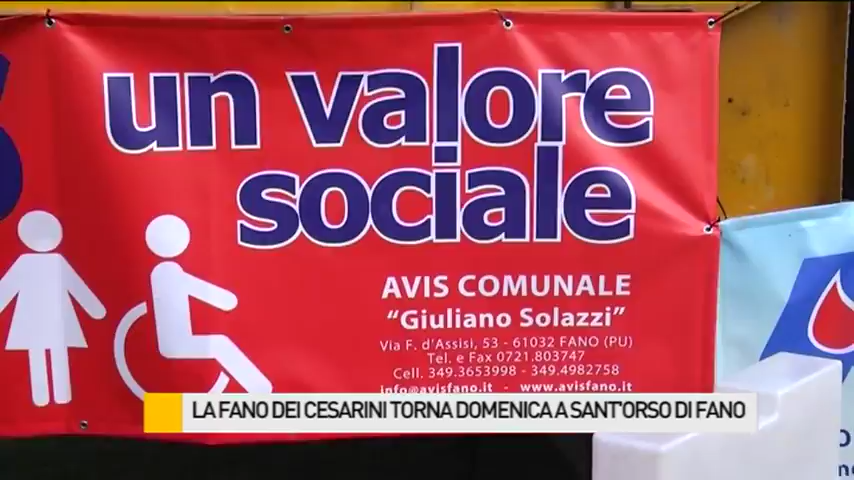 un valore
sociale
AVIS COMUNALE
“Giuliano Solazzi”
Via F. d'Assisi, 53 - 61032 FANO (PU)
Tel. e Fax 0721.803747
Cell. 349.3653998 - 349.4982758
info@avisfano.it - www.avisfano.it
LA FANO DEI CESARINI TORNA DOMENICA A SANT'ORSO DI FANO